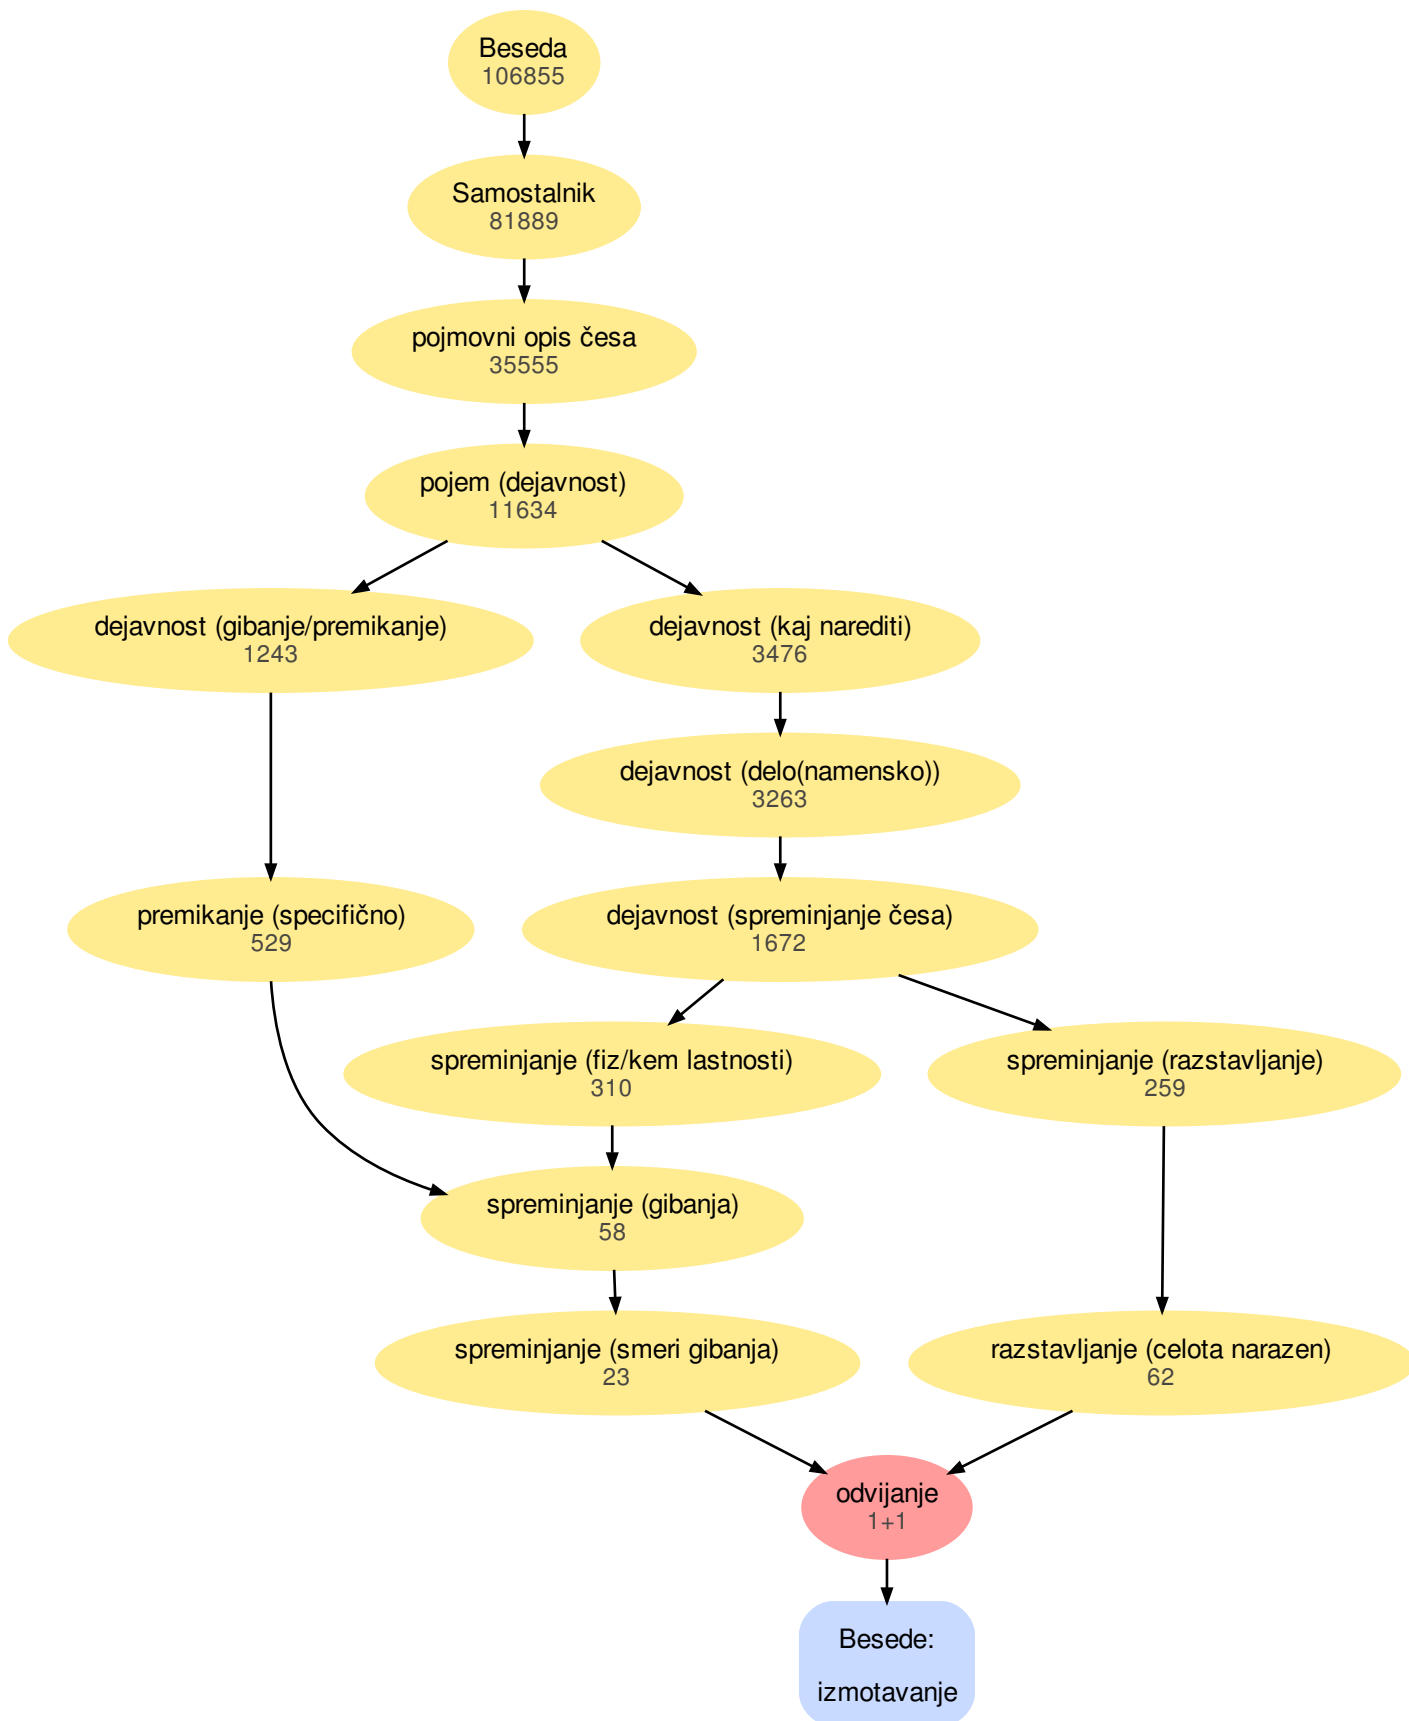 Beseda
106855
Samostalnik
81889
pojmovni opis česa
35555
pojem (dejavnost)
11634
dejavnost (gibanje/premikanje)
1243
dejavnost (kaj narediti)
3476
dejavnost (delo(namensko))
3263
premikanje (specifično)
529
dejavnost (spreminjanje česa)
1672
spreminjanje (fiz/kem lastnosti)
310
spreminjanje (razstavljanje)
259
spreminjanje (gibanja)
58
spreminjanje (smeri gibanja)
23
razstavljanje (celota narazen)
62
odvijanje
1+1
Besede:
izmotavanje